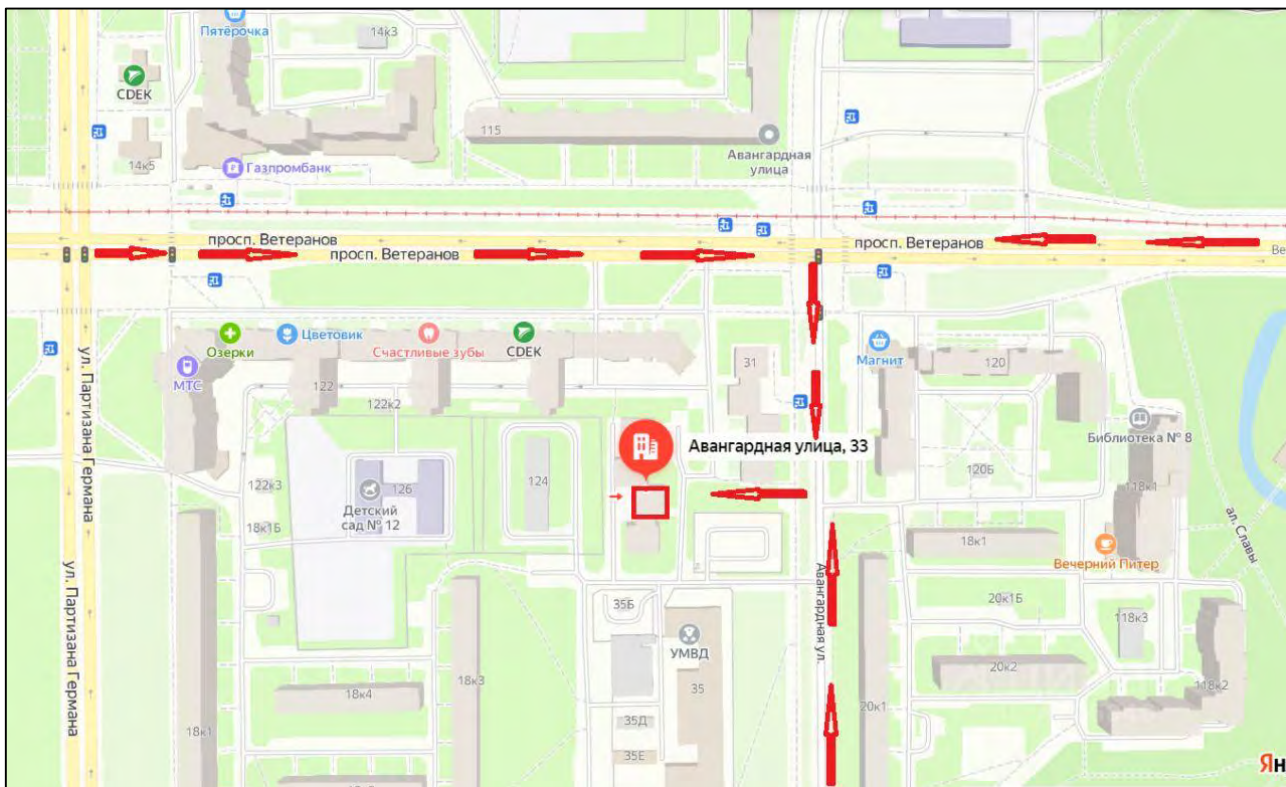 Пятёрочка
14к3
CDEK
115
Авангардная
улица
14к5
Газпромбанк
просп. Ветеранов
просп. Ветеранов
просп. Ветеранов
Ве
Озерки
Цветовик
Счастливые зубы
CDEK
Магнит
МТС
31
120
122
122к2
ул. Партизана Германа
Авангардная улица, 33
Библиотека № 8
122к3
126
124
120Б
118к1
Детский
сад № 12
18к1Б
ал. Славы
18к1
Вечерний Питер
ул. Партизана Германа
Авангардная ул.
35Б
20к1Б
118к3
УМВД
20к2
18к4
18к3
35
118к2
18к1
35Д
20к1
35Е
Ян